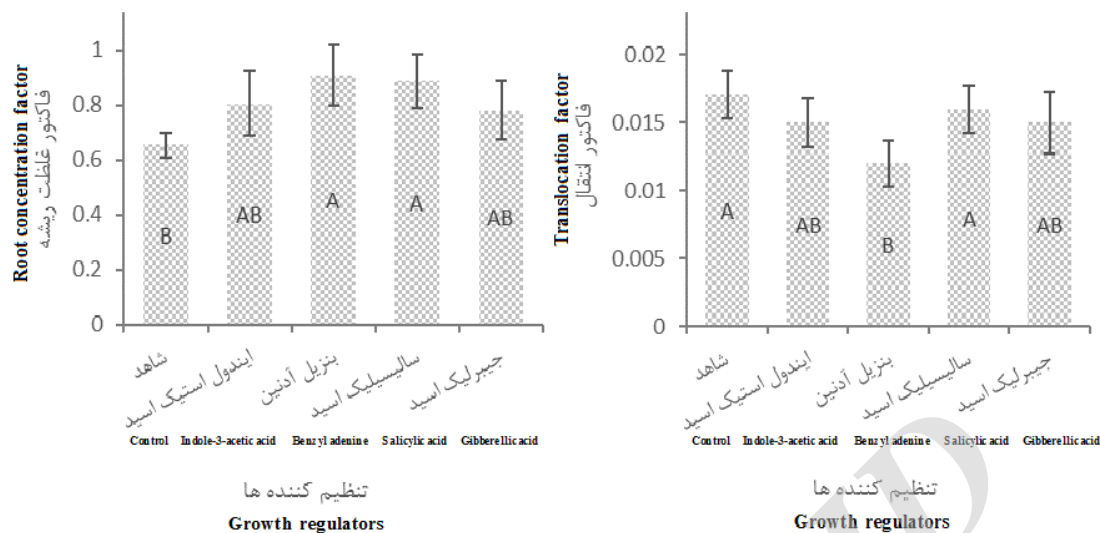 Root concentration factor
فاکتور غلظت ریشه
1
0.8
0.6
0.4
0.2
0
B
AB
A
A
AB
شاهد
ایندول استیک اسید
بنزیل آدنین
سالیسیلیک اسید
جیبرلیک اسید
Control Indole-3-acetic acid Benzyl adenine Salicylic acid Gibberellic acid
تنظیم کننده ها
Growth regulators
Translocation factor
فاکتور انتقال
0.02
0.015
0.01
0.005
0
A
AB
B
A
AB
شاهد
ایندول استیک اسید
بنزیل آدنین
سالیسیلیک اسید
جیبرلیک اسید
Control Indole-3-acetic acid Benzyl adenine Salicylic acid Gibberellic acid
تنظیم کننده ها
Growth regulators